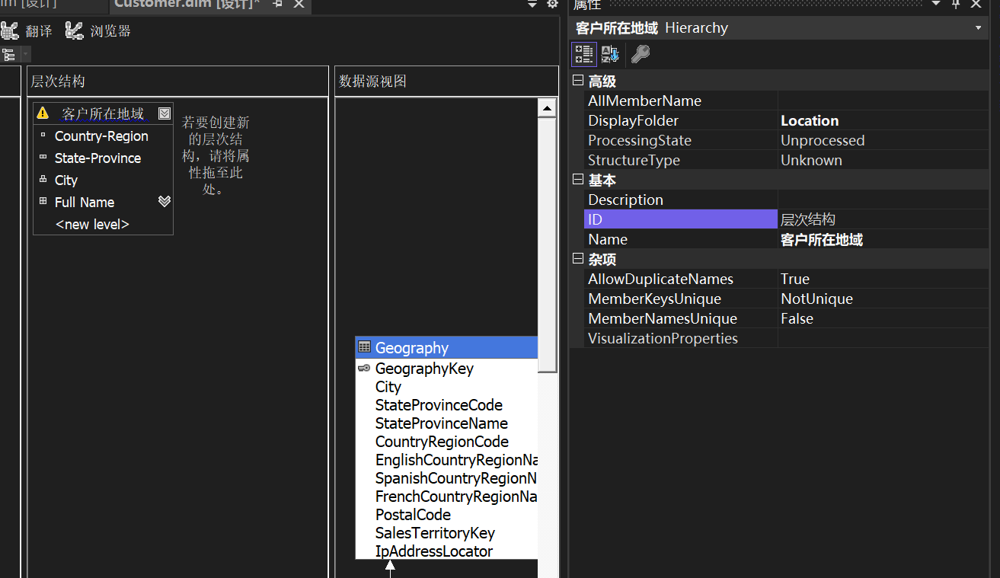 im [设计]
Customer.dim [设计]*
翻译
浏览器
层次结构
客户所在地域
Country-Region
State-Province
City
Full Name
<new level>
若要创建新
的层次结
构，请将属
性拖至此
处。
数据源视图
Geography
GeographyKey
City
StateProvinceCode
StateProvinceName
CountryRegionCode
EnglishCountryRegionNa
SpanishCountryRegionN
FrenchCountryRegionNa
PostalCode
SalesTerritoryKey
IpAddressLocator
属性
客户所在地域 Hierarchy
高级
AllMemberName
DisplayFolder Location
ProcessingState Unprocessed
StructureType Unknown
基本
Description
ID 层次结构
Name 客户所在地域
杂项
AllowDuplicateNames True
MemberKeysUnique NotUnique
MemberNamesUnique False
VisualizationProperties